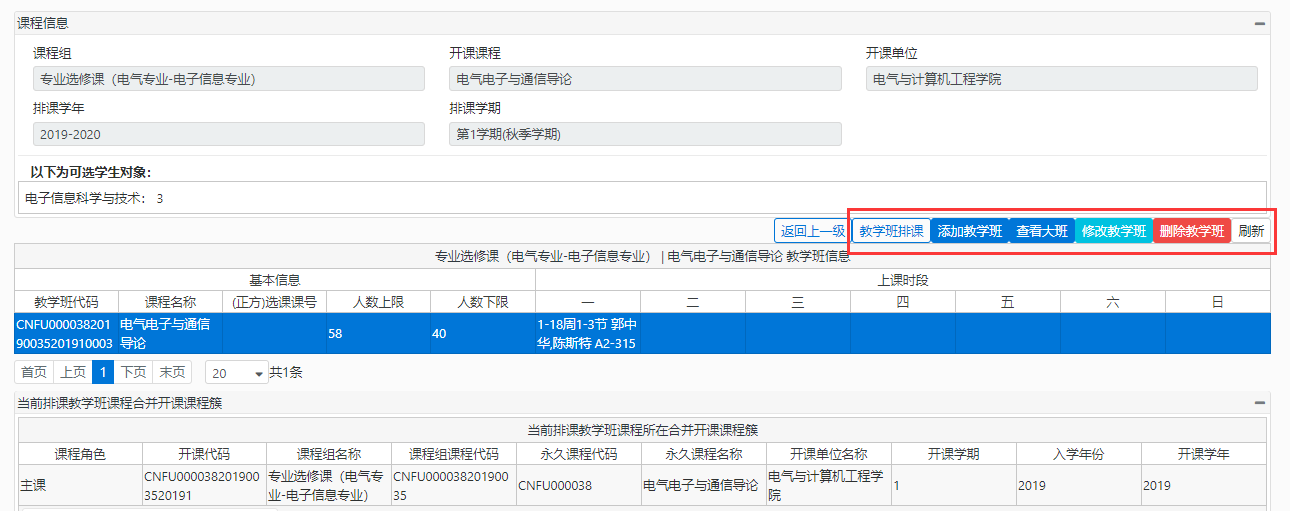 课程信息
课程组 开课课程 开课单位
专业选修课（电气专业-电子信息专业） 电气电子与通信导论 电气与计算机工程学院
排课学年 排课学期
2019-2020 第1学期(秋季学期)
以下为可选学生对象：
电子信息科学与技术： 3
返回上一级 教学班排课 添加教学班 查看大班 修改教学班 删除教学班 刷新
专业选修课（电气专业-电子信息专业） | 电气电子与通信导论 教学班信息
基本信息 上课时段
教学班代码 课程名称 (正方)选课课号 人数上限 人数下限 一 二 三 四 五 六 日
CNFU000038201 电气电子与通信 1-18周1-3节 郭中
58 40
90035201910003 导论 华,陈斯特 A2-315
首页 上页 1 下页 末页 20 共1条
当前排课教学班课程合并开课课程簇
当前排课教学班课程所在合并开课课程簇
课程角色 开课代码 课程组名称 课程组课程代码 永久课程代码 永久课程名称 开课单位名称 开课学期 入学年份 开课学年
CNFU000038201900 专业选修课（电气专 CNFU00003820190 电气与计算机工程学
主课 CNFU000038 电气电子与通信导论 1 2019 2019
3520191 业-电子信息专业） 035 院